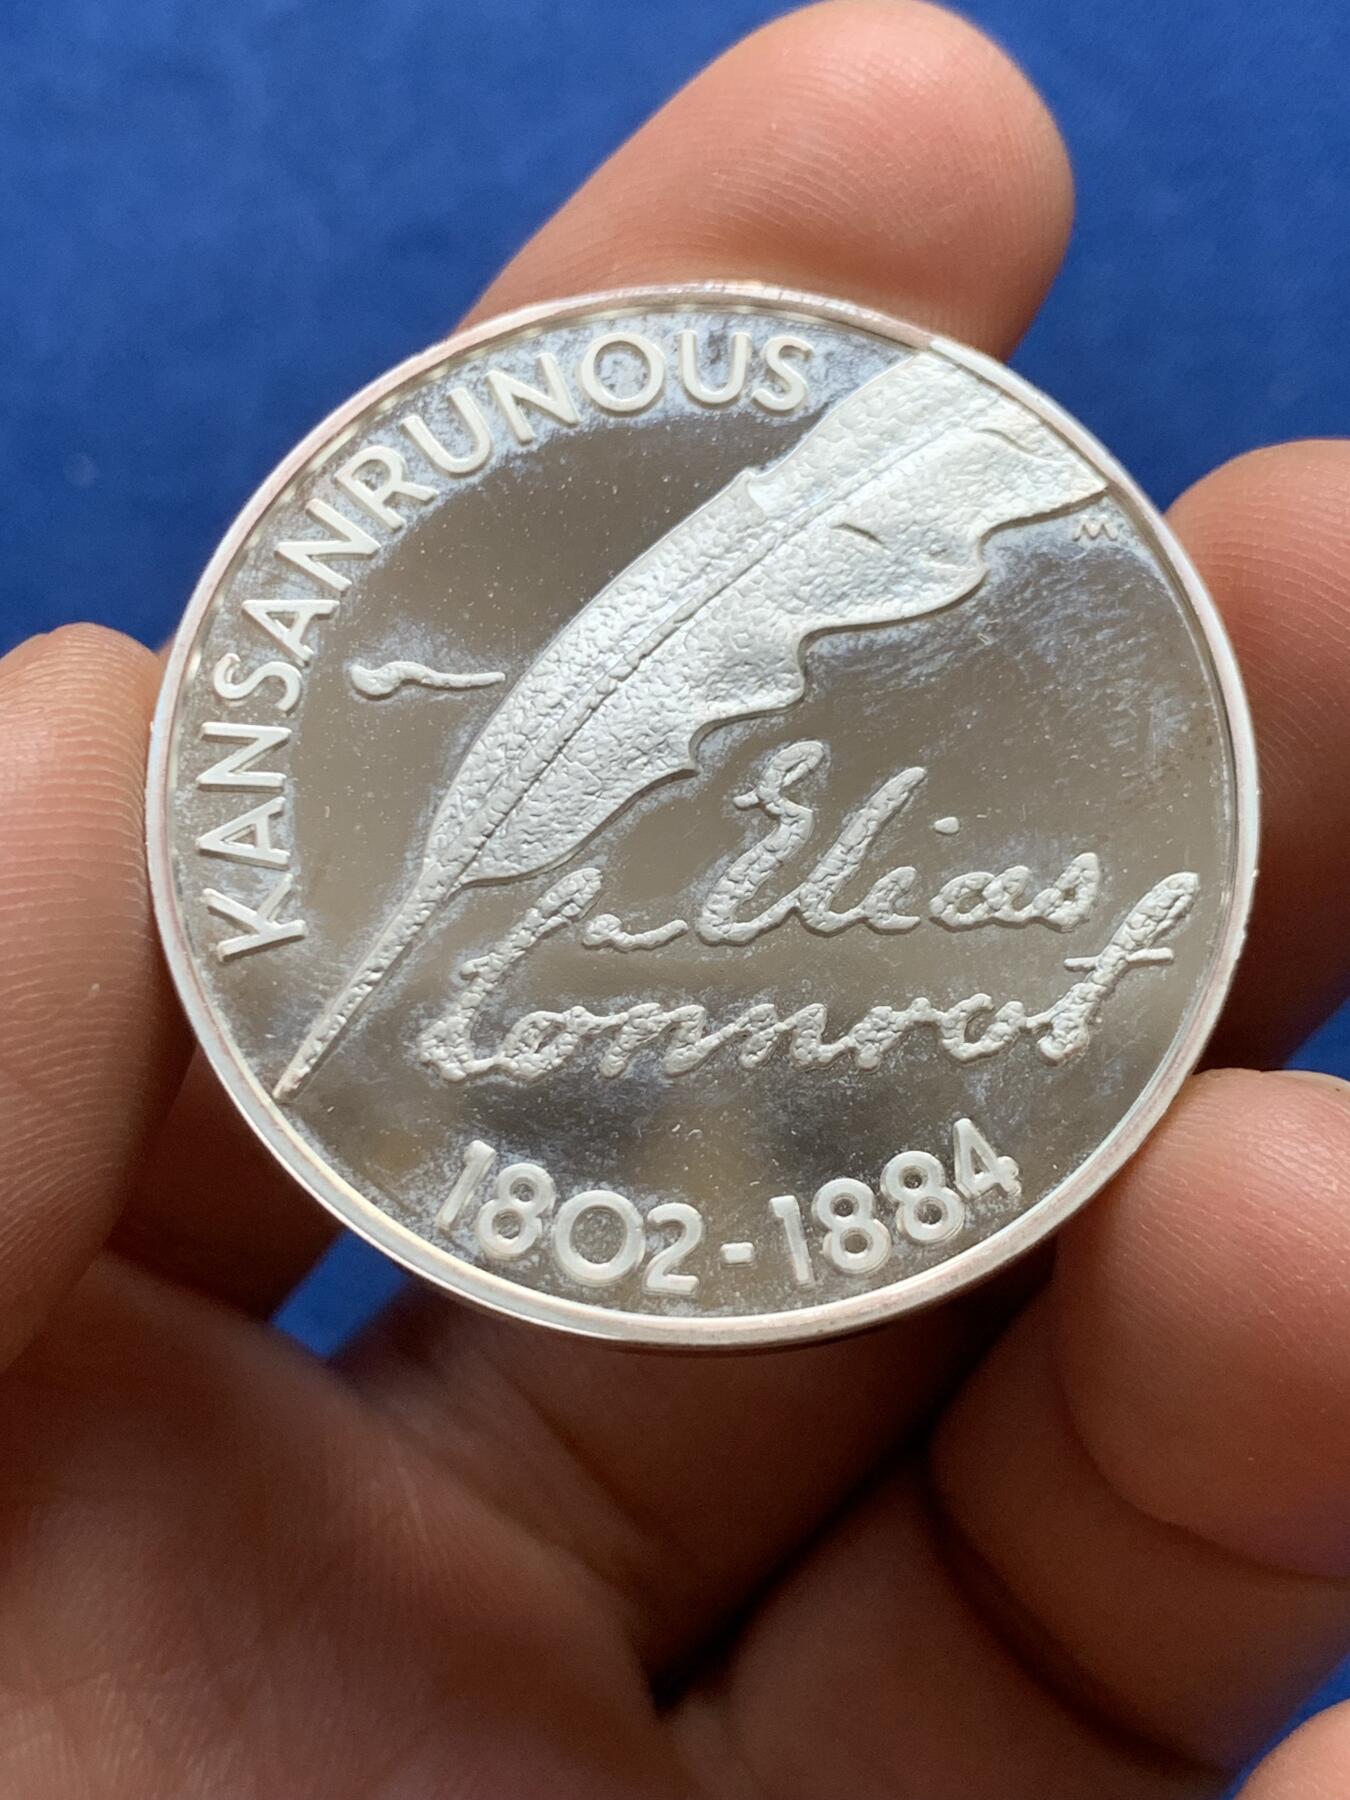 KANSANRUNOUS
M
Elias
Lönnrot
1802-1884